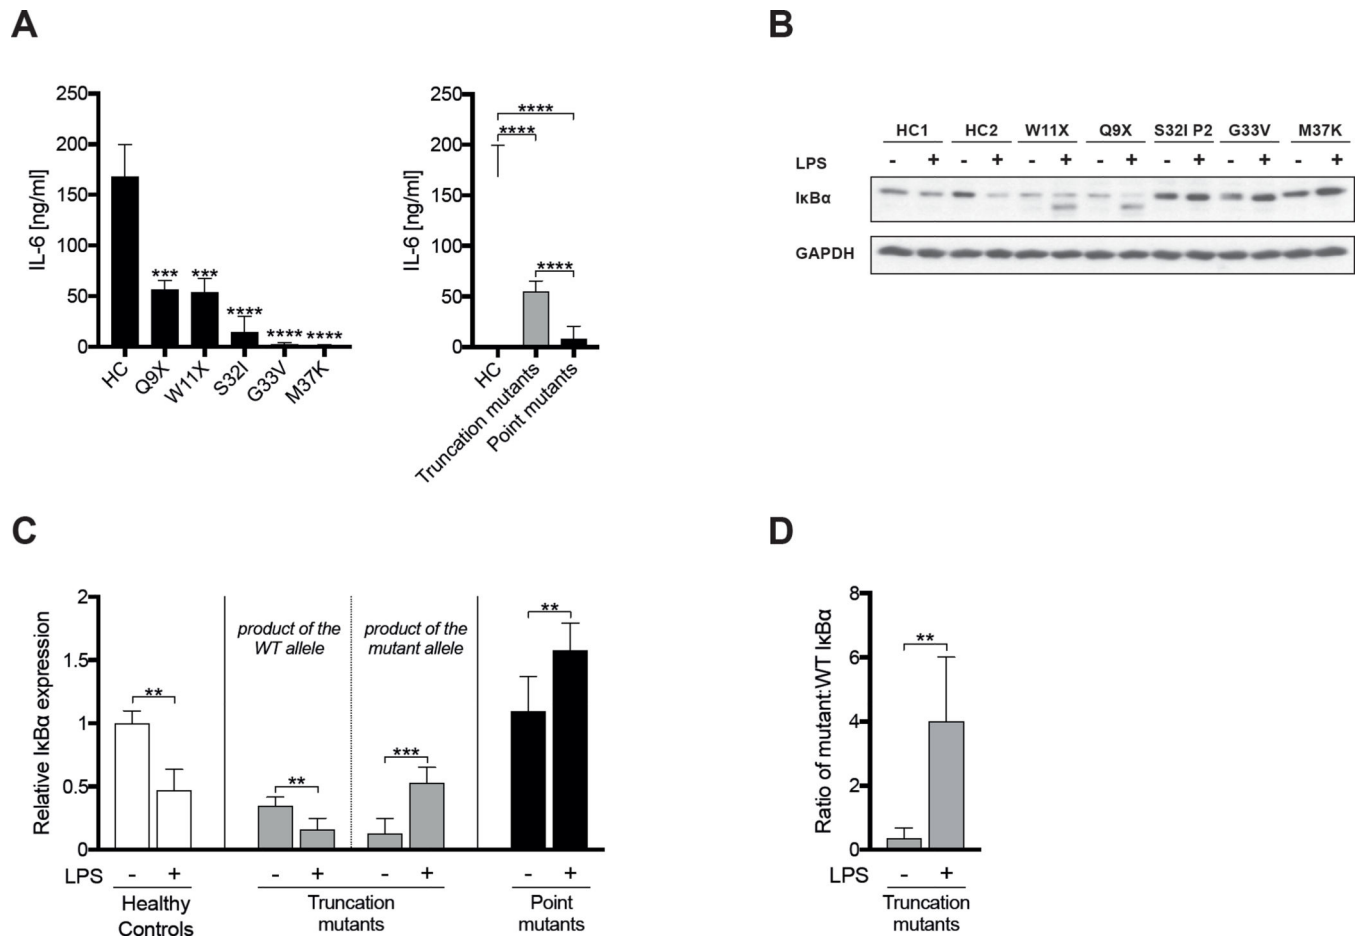 A
250
200
150
100
50
0
IL-6 [ng/ml]
***
***
****
****
****
HC
Q9X
W11X
S32I
G33V
M37K
250
200
150
100
50
0
IL-6 [ng/ml]
****
****
****
HC
Truncation mutants
Point mutants
B
HC1 HC2 W11X Q9X S32I P2 G33V M37K
LPS - + - + - + - + - + - + - +
IκBα
GAPDH
C
2
1.5
1
0.5
0
Relative IκBα expression
product of the
WT allele
product of the
mutant allele
**
**
***
**
LPS - + - + - + - +
Healthy
Controls
Truncation
mutants
Point
mutants
D
8
6
4
2
0
Ratio of mutant:WT IκBα
**
LPS - +
Truncation
mutants